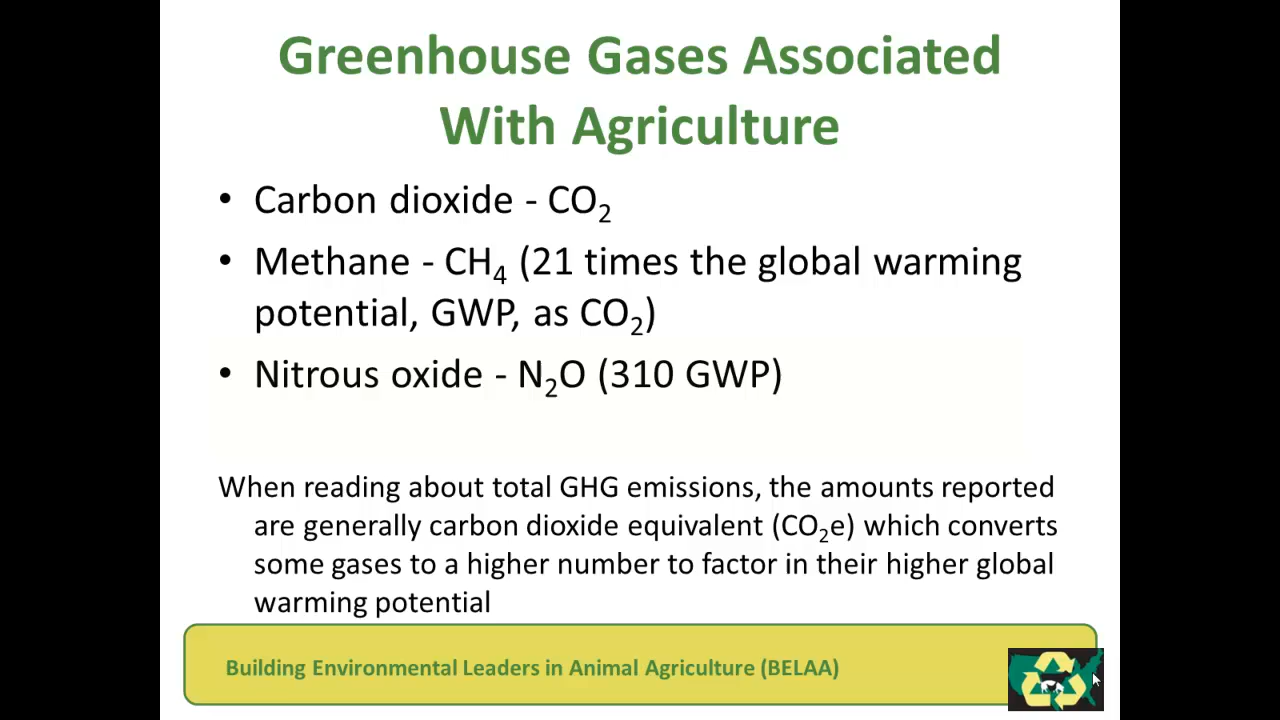 Greenhouse Gases Associated
With Agriculture
• Carbon dioxide - CO₂
• Methane - CH₄ (21 times the global warming
potential, GWP, as CO₂)
• Nitrous oxide - N₂O (310 GWP)
When reading about total GHG emissions, the amounts reported
are generally carbon dioxide equivalent (CO₂e) which converts
some gases to a higher number to factor in their higher global
warming potential
Building Environmental Leaders in Animal Agriculture (BELAA)